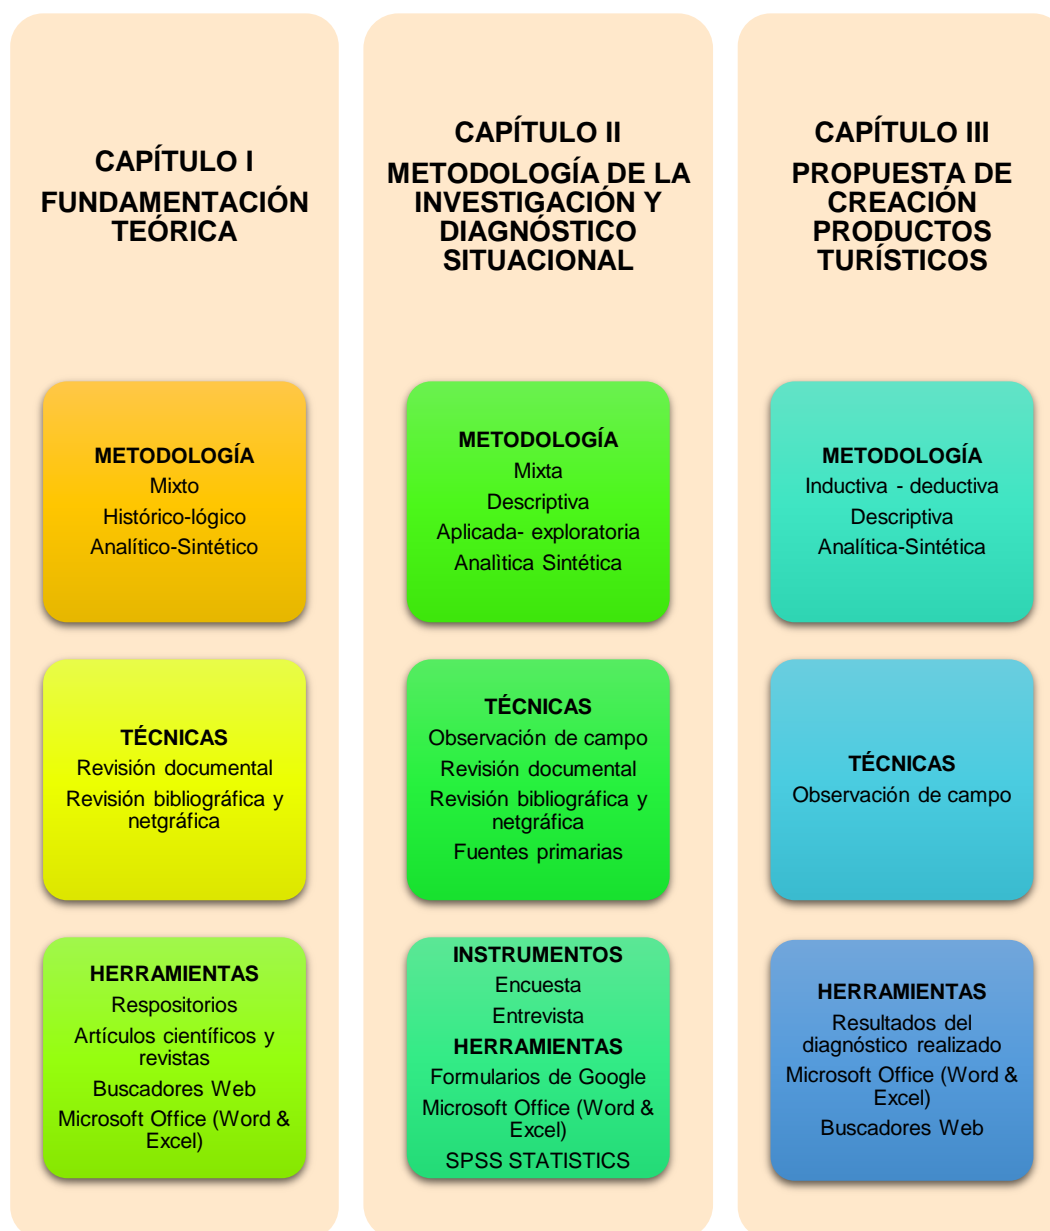 CAPÍTULO I
FUNDAMENTACIÓN
TEÓRICA
METODOLOGÍA
Mixto
Histórico-lógico
Analítico-Sintético
TÉCNICAS
Revisión documental
Revisión bibliográfica y
netgráfica
HERRAMIENTAS
Respositorios
Artículos científicos y
revistas
Buscadores Web
Microsoft Office (Word &
Excel)
CAPÍTULO II
METODOLOGÍA DE LA
INVESTIGACIÓN Y
DIAGNÓSTICO
SITUACIONAL
METODOLOGÍA
Mixta
Descriptiva
Aplicada- exploratoria
Analìtica Sintética
TÉCNICAS
Observación de campo
Revisión documental
Revisión bibliográfica y
netgráfica
Fuentes primarias
INSTRUMENTOS
Encuesta
Entrevista
HERRAMIENTAS
Formularios de Google
Microsoft Office (Word &
Excel)
SPSS STATISTICS
CAPÍTULO III
PROPUESTA DE
CREACIÓN
PRODUCTOS
TURÍSTICOS
METODOLOGÍA
Inductiva - deductiva
Descriptiva
Analítica-Sintética
TÉCNICAS
Observación de campo
HERRAMIENTAS
Resultados del
diagnóstico realizado
Microsoft Office (Word &
Excel)
Buscadores Web